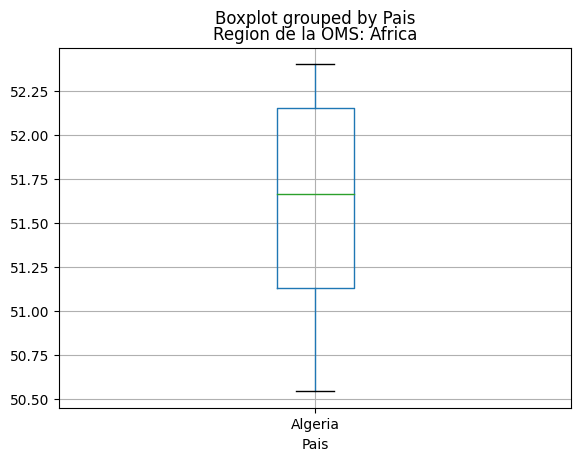 Boxplot grouped by Pais
Region de la OMS: Africa
52.25
52.00
51.75
51.50
51.25
51.00
50.75
50.50
Algeria
Pais